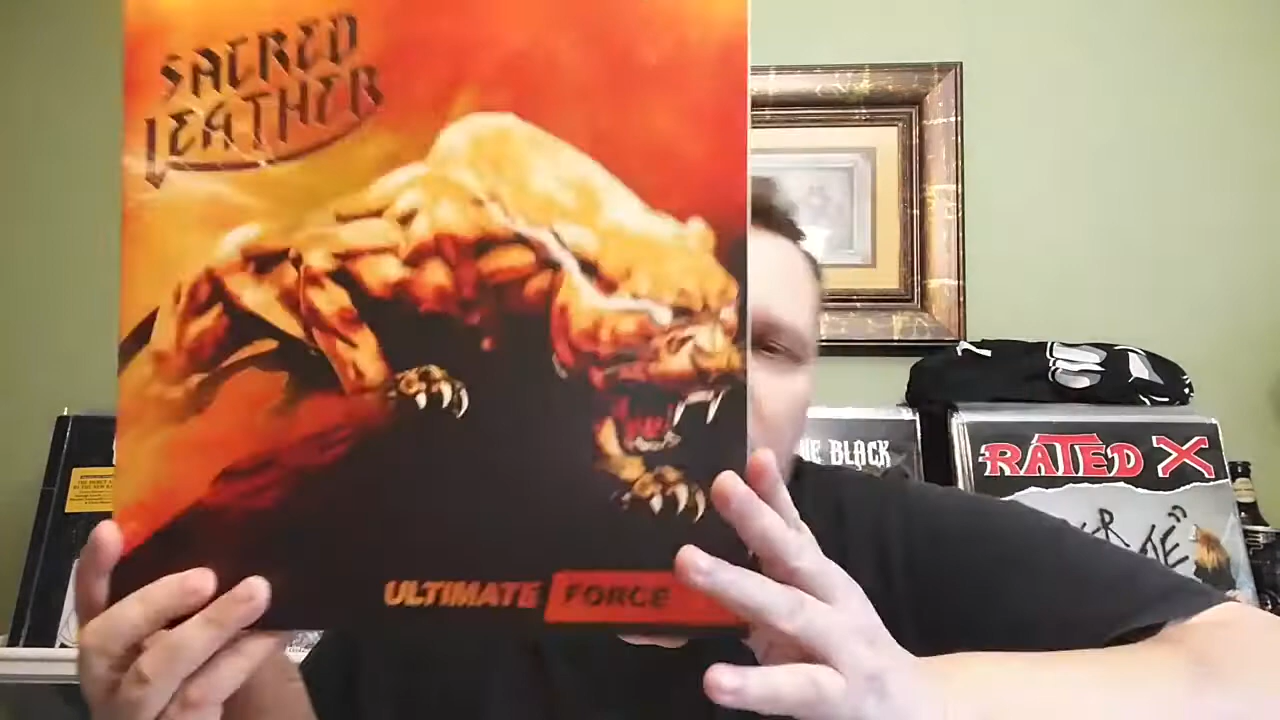 SACRED
LEATHER
ULTIMATE FORCE
BLACK
RATED X